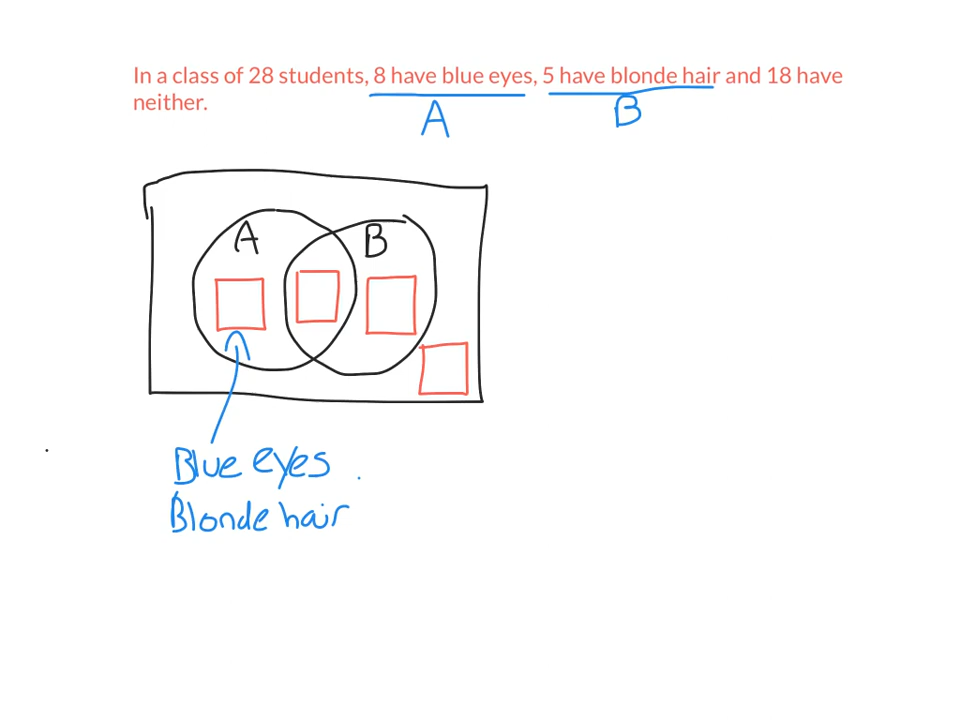 In a class of 28 students, 8 have blue eyes, 5 have blonde hair and 18 have
neither.
A B
A B
Blue eyes
Blonde hair